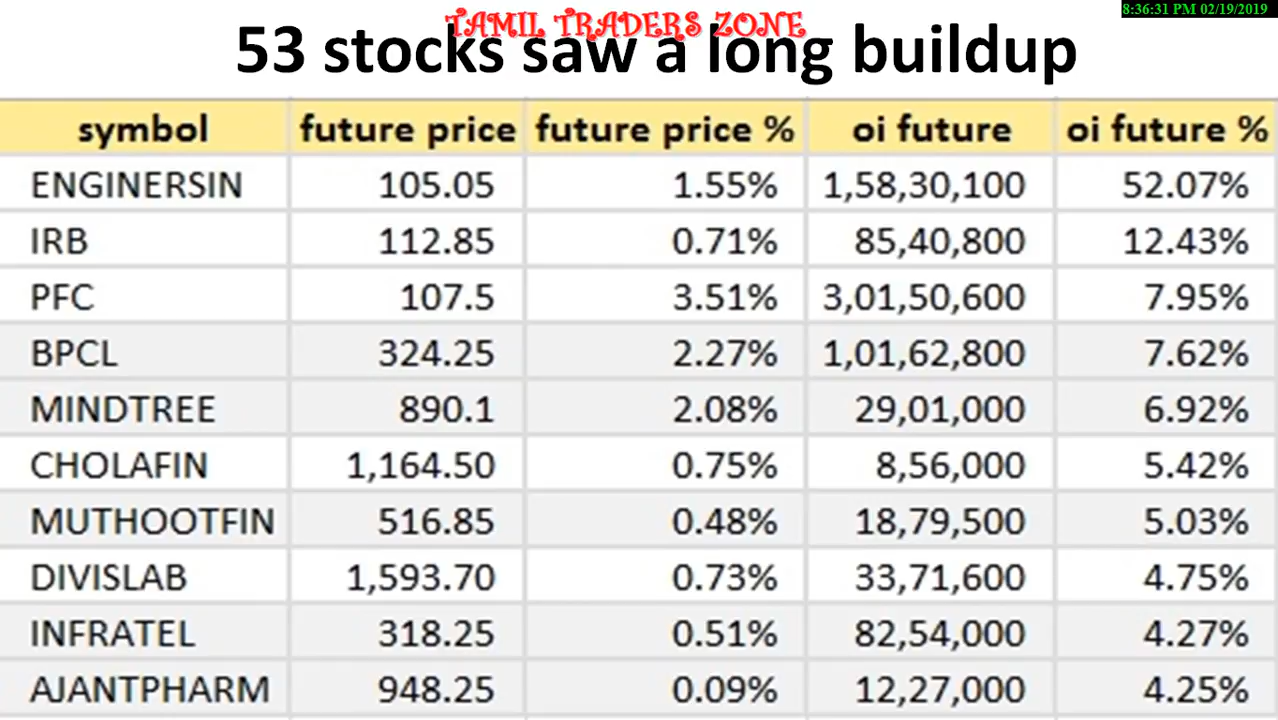 8:36:31 PM 02/19/2019
TAMIL TRADERS ZONE
53 stocks saw a long buildup
symbol future price future price % oi future oi future %
ENGINERSIN 105.05 1.55% 1,58,30,100 52.07%
IRB 112.85 0.71% 85,40,800 12.43%
PFC 107.5 3.51% 3,01,50,600 7.95%
BPCL 324.25 2.27% 1,01,62,800 7.62%
MINDTREE 890.1 2.08% 29,01,000 6.92%
CHOLAFIN 1,164.50 0.75% 8,56,000 5.42%
MUTHOOTFIN 516.85 0.48% 18,79,500 5.03%
DIVISLAB 1,593.70 0.73% 33,71,600 4.75%
INFRATEL 318.25 0.51% 82,54,000 4.27%
AJANTPHARM 948.25 0.09% 12,27,000 4.25%